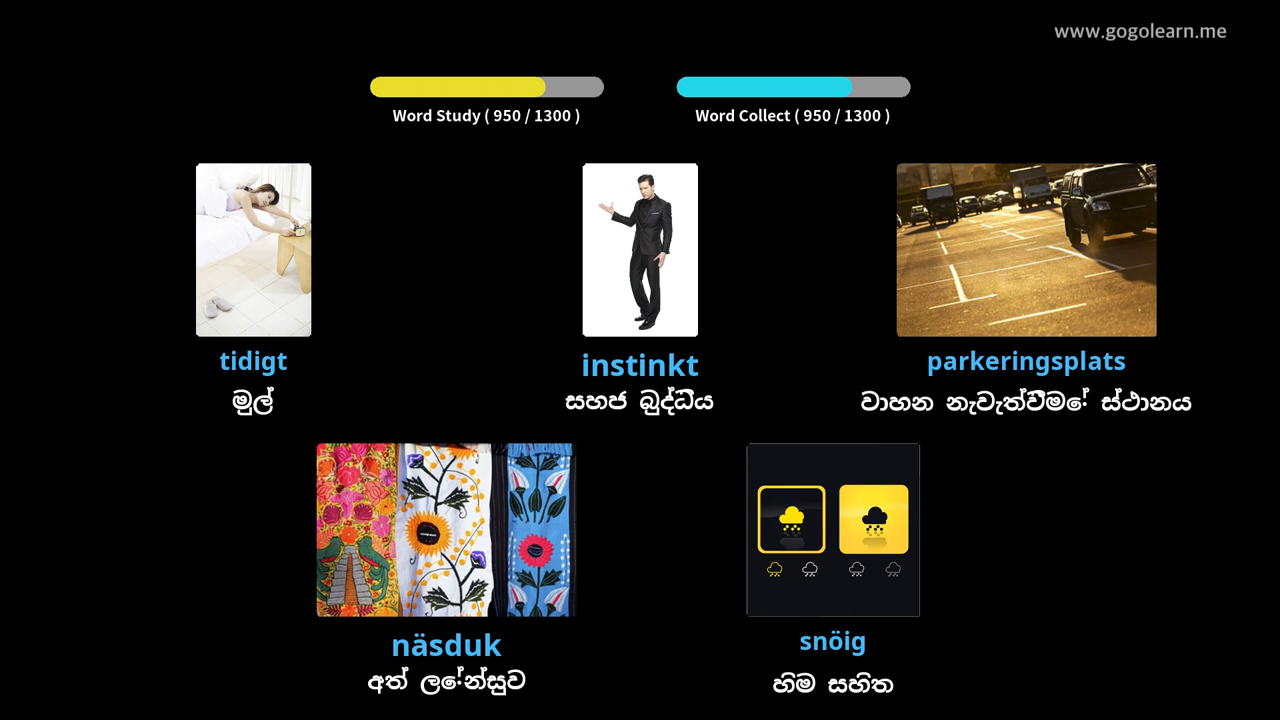 www.gogolearn.me
Word Study ( 950 / 1300 )
Word Collect ( 950 / 1300 )
tidigt
මුල්
instinkt
සහජ බුද්ධිය
parkeringsplats
වාහන නැවැත්වීමේ ස්ථානය
näsduk
අත් ලේන්සුව
snöig
හිම සහිත